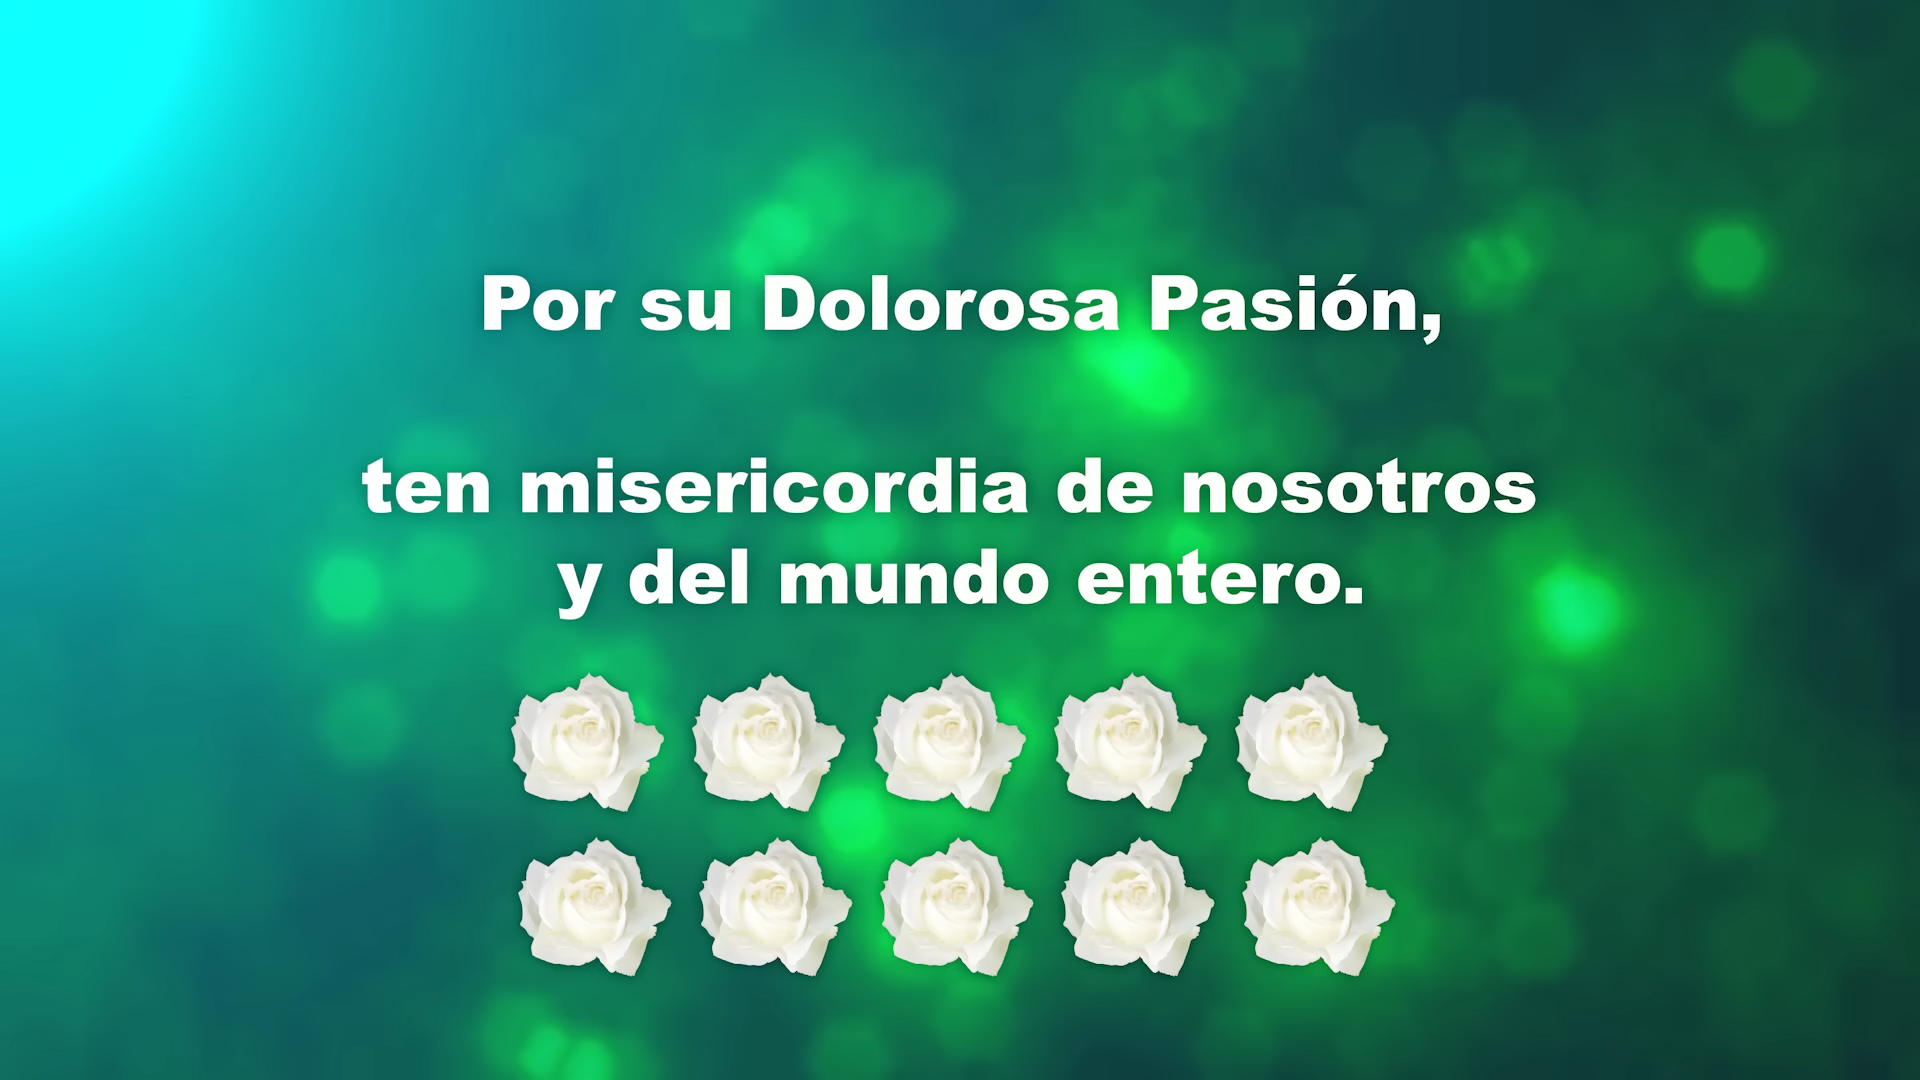 Por su Dolorosa Pasión,
ten misericordia de nosotros
y del mundo entero.